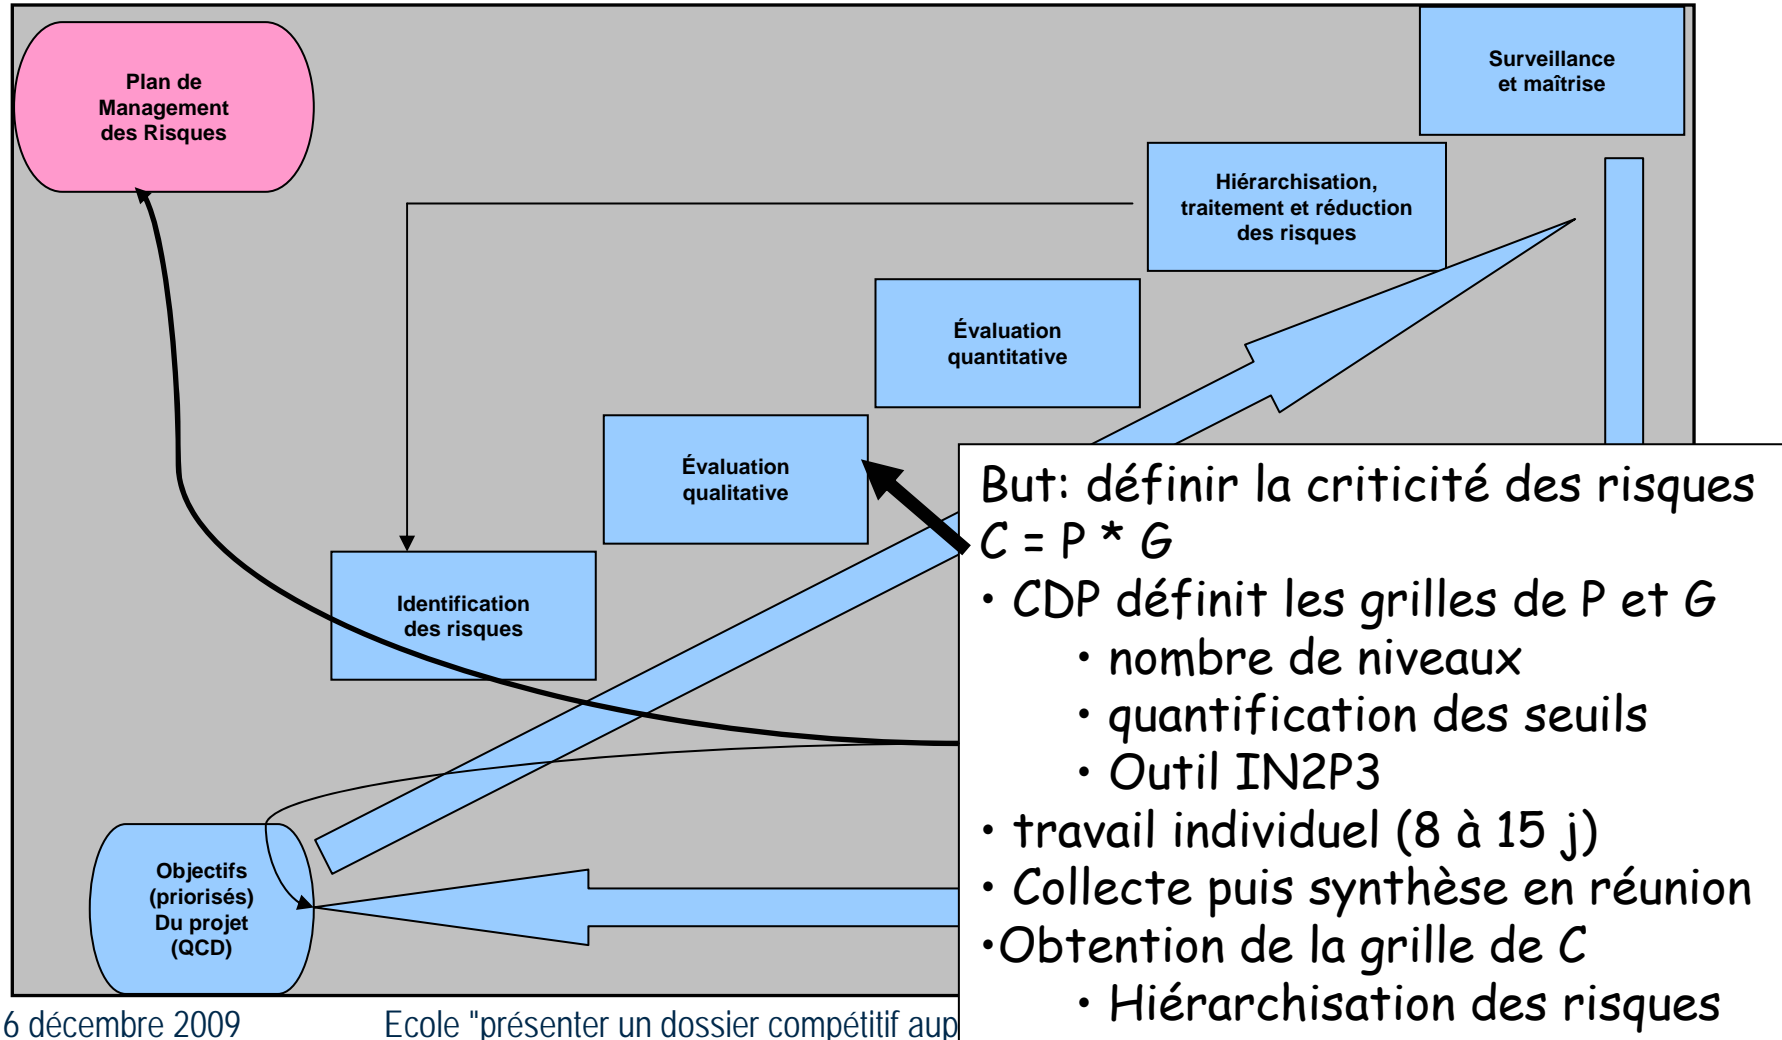 Plan de
Management
des Risques
Surveillance
et maîtrise
Hiérarchisation,
traitement et réduction
des risques
Évaluation
quantitative
Évaluation
qualitative
Identification
des risques
Objectifs
(priorisés)
Du projet
(QCD)
But: définir la criticité des risques
C = P * G
• CDP définit les grilles de P et G
• nombre de niveaux
• quantification des seuils
• Outil IN2P3
• travail individuel (8 à 15 j)
• Collecte puis synthèse en réunion
•Obtention de la grille de C
• Hiérarchisation des risques
6 décembre 2009
Ecole "présenter un dossier compétitif aup